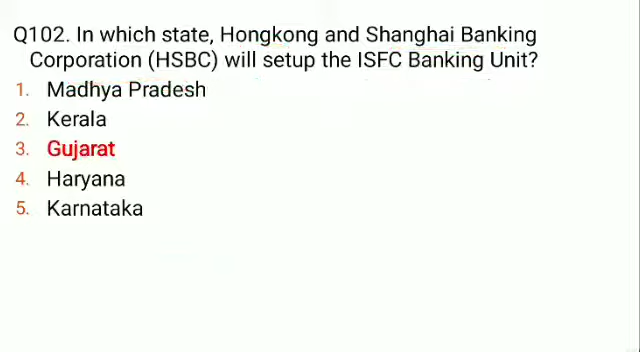 Q102. In which state, Hongkong and Shanghai Banking
Corporation (HSBC) will setup the ISFC Banking Unit?
1. Madhya Pradesh
2. Kerala
3. Gujarat
4. Haryana
5. Karnataka